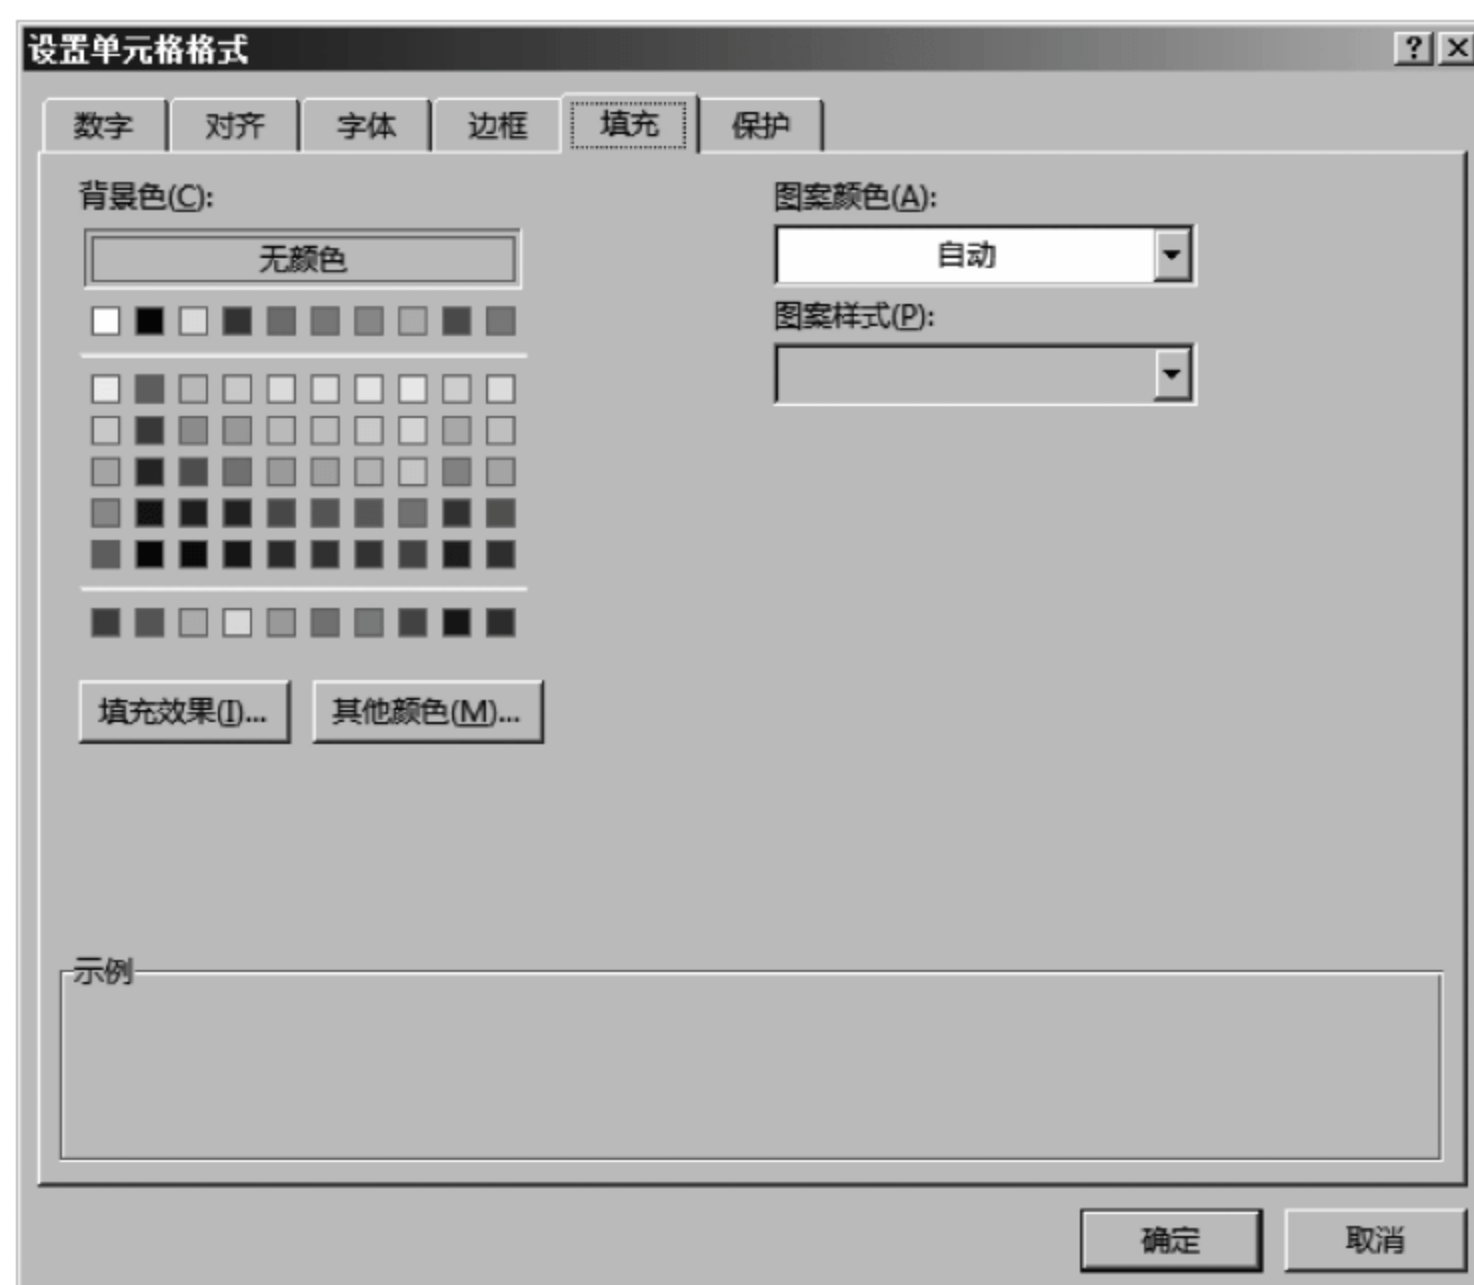 设置单元格格式
数字 对齐 字体 边框 填充 保护
背景色(C):
无颜色
图案颜色(A):
自动
图案样式(P):
填充效果(I)... 其他颜色(M)...
示例
确定 取消